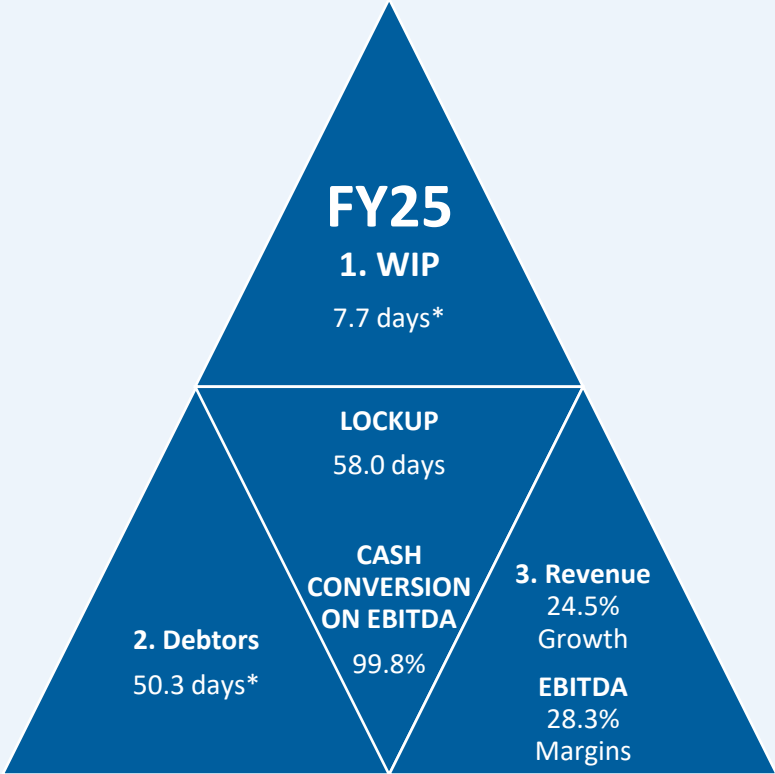 FY25
1. WIP
7.7 days*
LOCKUP
58.0 days
CASH
CONVERSION
ON EBITDA
99.8%
2. Debtors
50.3 days*
3. Revenue
24.5%
Growth
EBITDA
28.3%
Margins